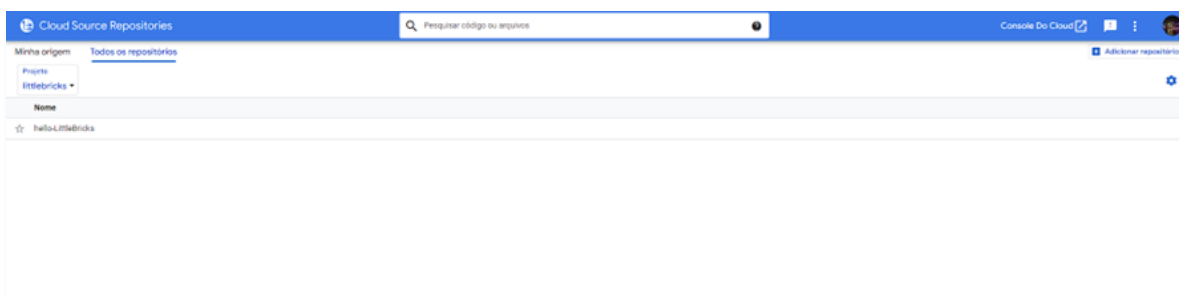 Cloud Source Repositories
Pesquisar código ou arquivos
Console Do Cloud
Minha origem
Todos os repositórios
Adicionar repositório
Projeto
littlebricks
Nome
hello-LittleBricks